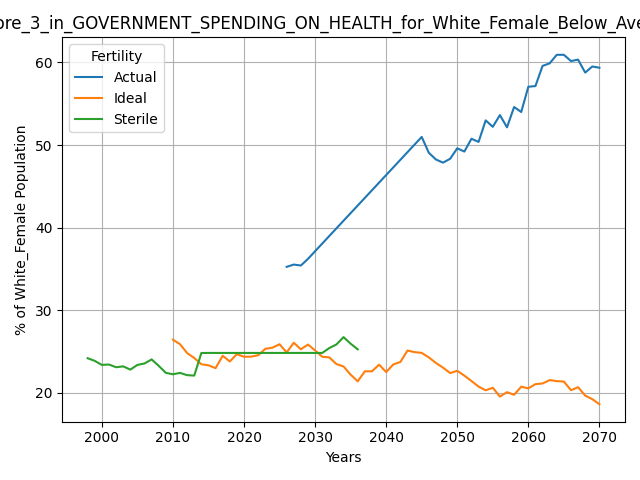 ore_3_in_GOVERNMENT_SPENDING_ON_HEALTH_for_White_Female_Below_Ave
Fertility
Actual
Ideal
Sterile
% of White_Female Population
60
50
40
30
20
2000 2010 2020 2030 2040 2050 2060 2070
Years